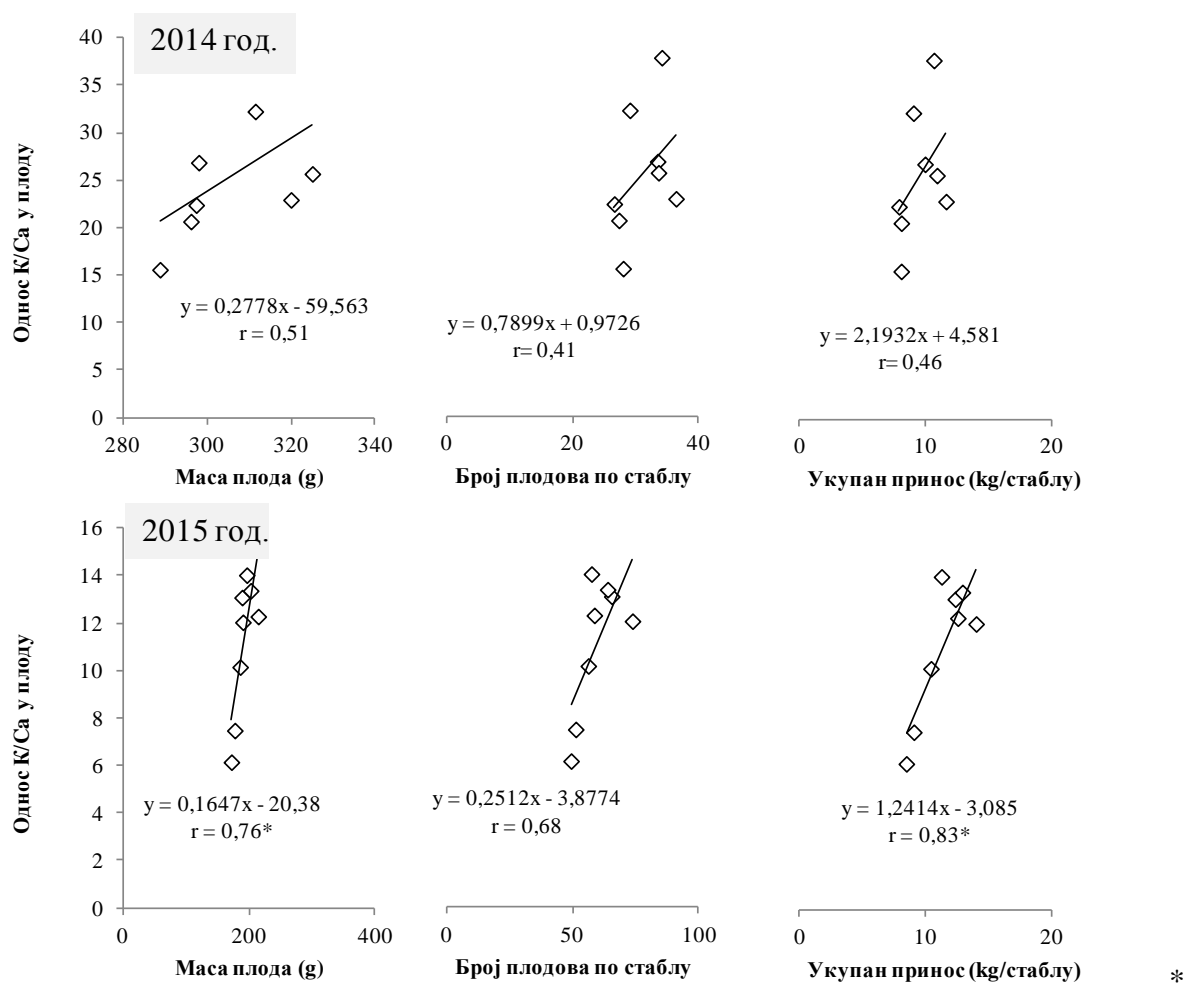 2014 год.
Однос К/Са у плоду
40
35
30
25
20
15
10
5
0
y = 0,2778x - 59,563
r = 0,51
y = 0,7899x + 0,9726
r= 0,41
y = 2,1932x + 4,581
r= 0,46
280 300 320 340
0 20 40
0 10 20
Маса плода (g)
Број плодова по стаблу
Укупан принос (kg/стаблу)
2015 год.
Однос К/Са у плоду
16
14
12
10
8
6
4
2
0
y = 0,1647x - 20,38
r = 0,76*
y = 0,2512x - 3,8774
r = 0,68
y = 1,2414x - 3,085
r = 0,83*
0 200 400
0 50 100
0 10 20
Маса плода (g)
Број плодова по стаблу
Укупан принос (kg/стаблу)
*